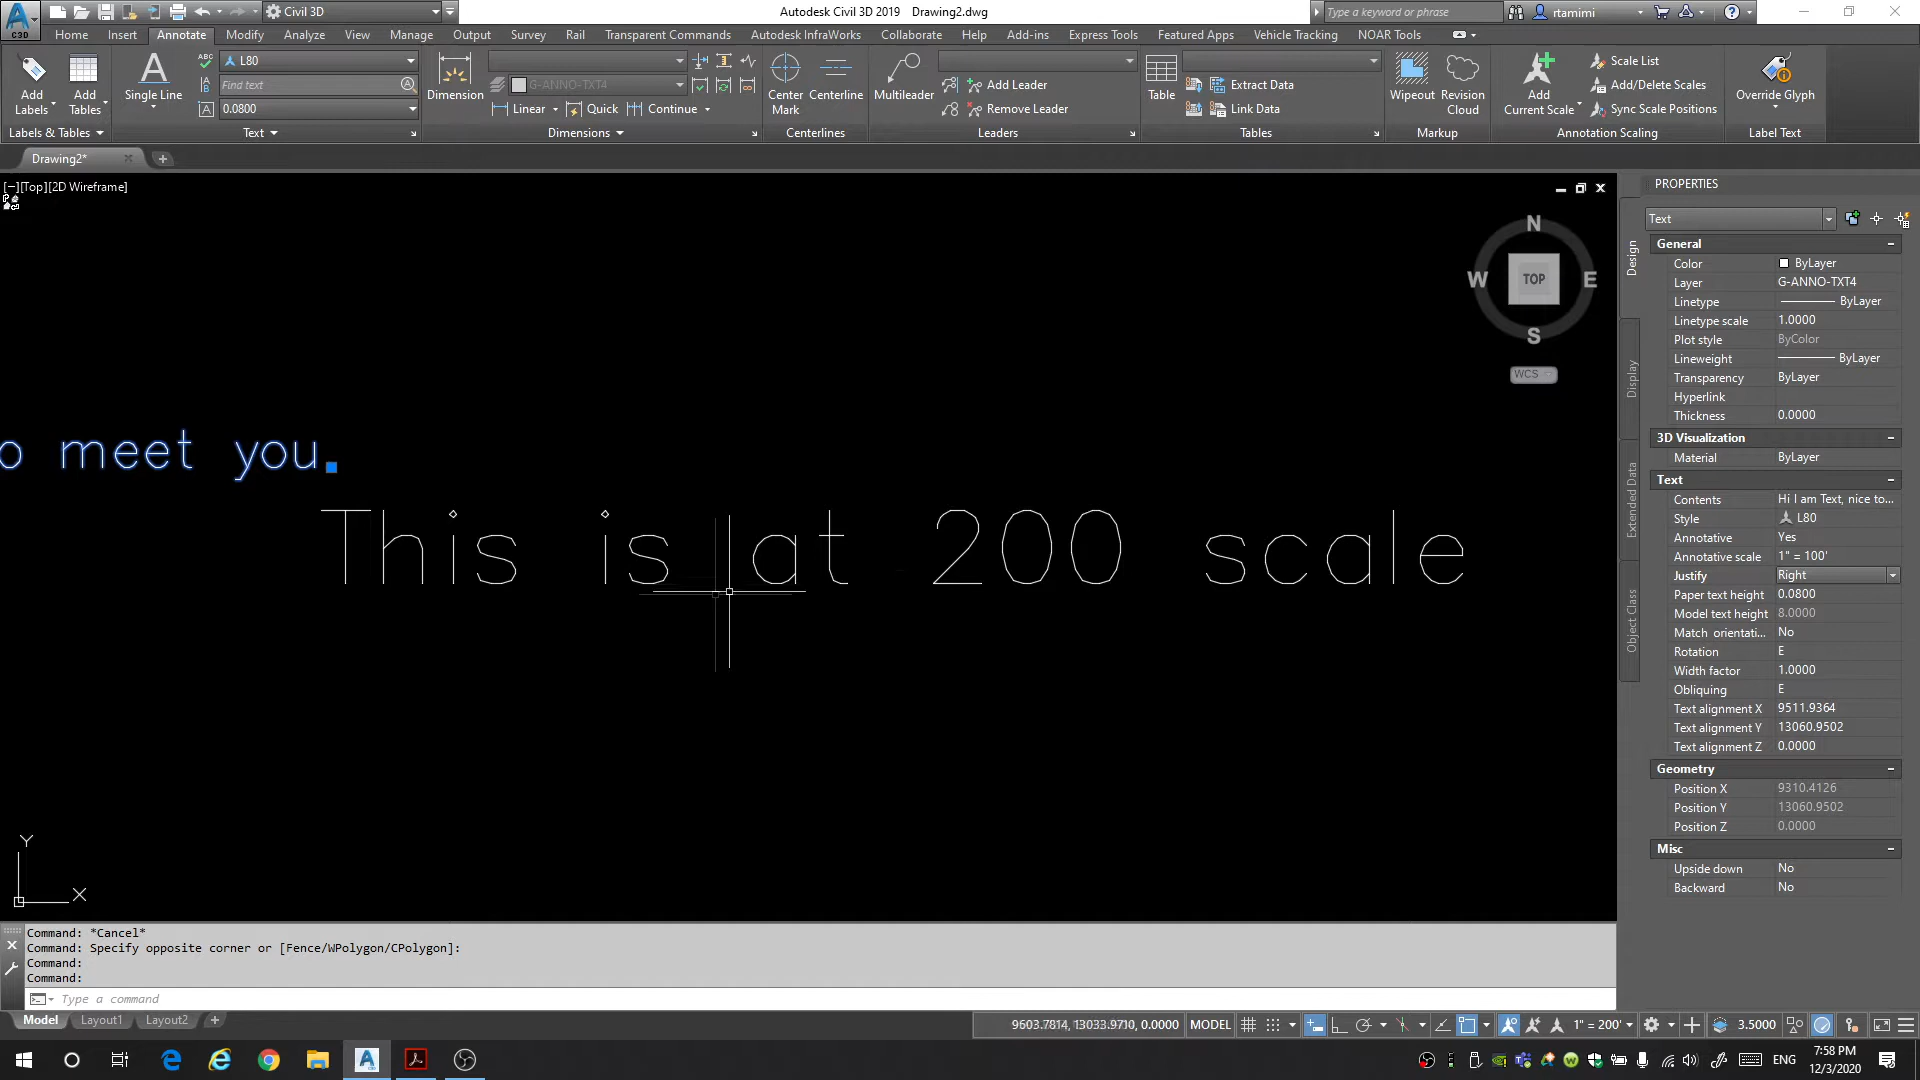 Civil 3D
Autodesk Civil 3D 2019 Drawing2.dwg
Type a keyword or phrase
rtamimi
C3D
Home Insert Annotate Modify Analyze View Manage Output Survey Rail Transparent Commands Autodesk InfraWorks Collaborate Help Add-ins Express Tools Featured Apps Vehicle Tracking NOAR Tools
Add Labels
Add Tables
Single Line
ABC
L80
Find text
0.0800
Dimension
G-ANNO-TXT4
Linear Quick Continue
Center Mark
Centerline
Multileader
Add Leader
Remove Leader
Table
Extract Data
Link Data
Wipeout
Revision Cloud
Add Current Scale
Scale List
Add/Delete Scales
Sync Scale Positions
Override Glyph
Labels & Tables Text Dimensions Centerlines Leaders Tables Markup Annotation Scaling Label Text
Drawing2*
[−][Top][2D Wireframe]
N
W TOP E
S
WCS
o meet you.
This is at 200 scale
Y
X
PROPERTIES
Text
Design
Display
Extended Data
Object Class
General
Color ByLayer
Layer G-ANNO-TXT4
Linetype ByLayer
Linetype scale 1.0000
Plot style ByColor
Lineweight ByLayer
Transparency ByLayer
Hyperlink
Thickness 0.0000
3D Visualization
Material ByLayer
Text
Contents Hi I am Text, nice to...
Style L80
Annotative Yes
Annotative scale 1" = 100'
Justify Right
Paper text height 0.0800
Model text height 8.0000
Match orientati... No
Rotation E
Width factor 1.0000
Obliquing E
Text alignment X 9511.9364
Text alignment Y 13060.9502
Text alignment Z 0.0000
Geometry
Position X 9310.4126
Position Y 13060.9502
Position Z 0.0000
Misc
Upside down No
Backward No
Command: *Cancel*
Command: Specify opposite corner or [Fence/WPolygon/CPolygon]:
Command:
Command:
Type a command
Model Layout1 Layout2
MODEL 1" = 200' 3.5000
ENG
7:58 PM
12/3/2020